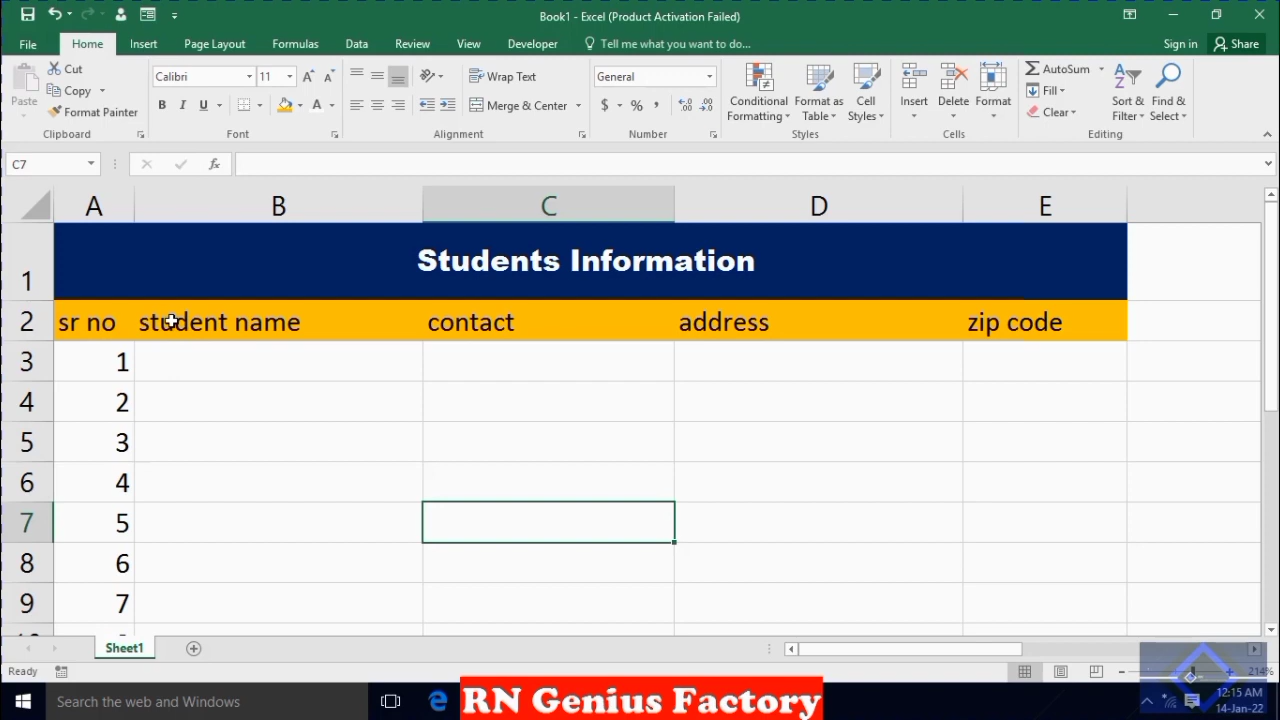 Book1 - Excel (Product Activation Failed)
File Home Insert Page Layout Formulas Data Review View Developer Tell me what you want to do... Sign in Share
Paste Cut Copy Format Painter
Calibri 11
B I U A
Wrap Text
Merge & Center
General
$ % ,
Conditional Formatting Format as Table Cell Styles
Insert Delete Format
AutoSum Fill Clear
Sort & Filter Find & Select
Clipboard Font Alignment Number Styles Cells Editing
C7 fx
A B C D E
1 Students Information
2 sr no student name contact address zip code
3 1
4 2
5 3
6 4
7 5
8 6
9 7
Sheet1
Ready 214%
Search the web and Windows
RN Genius Factory
12:15 AM
14-Jan-22